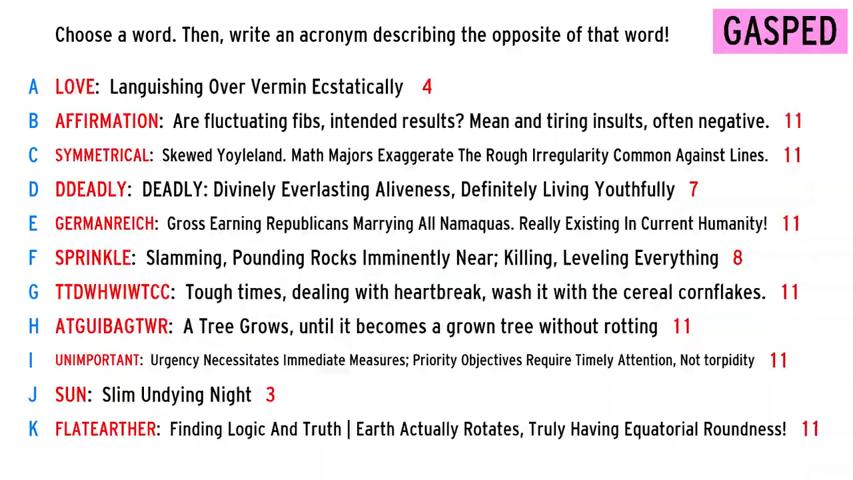 Choose a word. Then, write an acronym describing the opposite of that word! GASPED
A LOVE: Languishing Over Vermin Ecstatically 4
B AFFIRMATION: Are fluctuating fibs, intended results? Mean and tiring insults, often negative. 11
C SYMMETRICAL: Skewed Yoyleland. Math Majors Exaggerate The Rough Irregularity Common Against Lines. 11
D DDEADLY: DEADLY: Divinely Everlasting Aliveness, Definitely Living Youthfully 7
E GERMANREICH: Gross Earning Republicans Marrying All Namaquas. Really Existing In Current Humanity! 11
F SPRINKLE: Slamming, Pounding Rocks Imminently Near; Killing, Leveling Everything 8
G TTDWHWIWTCC: Tough times, dealing with heartbreak, wash it with the cereal cornflakes. 11
H ATGUIBAGTWR: A Tree Grows, until it becomes a grown tree without rotting 11
I UNIMPORTANT: Urgency Necessitates Immediate Measures; Priority Objectives Require Timely Attention, Not torpidity 11
J SUN: Slim Undying Night 3
K FLATEARTHER: Finding Logic And Truth | Earth Actually Rotates, Truly Having Equatorial Roundness! 11